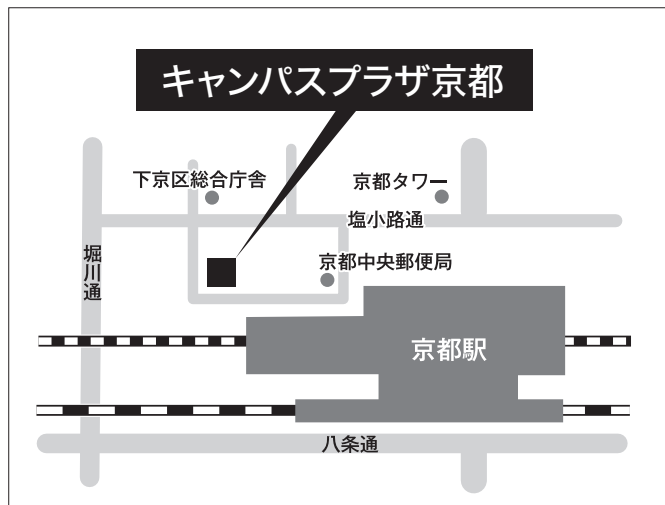 キャンパスプラザ京都
下京区総合庁舎
京都タワー
塩小路通
堀川通
京都中央郵便局
京都駅
八条通